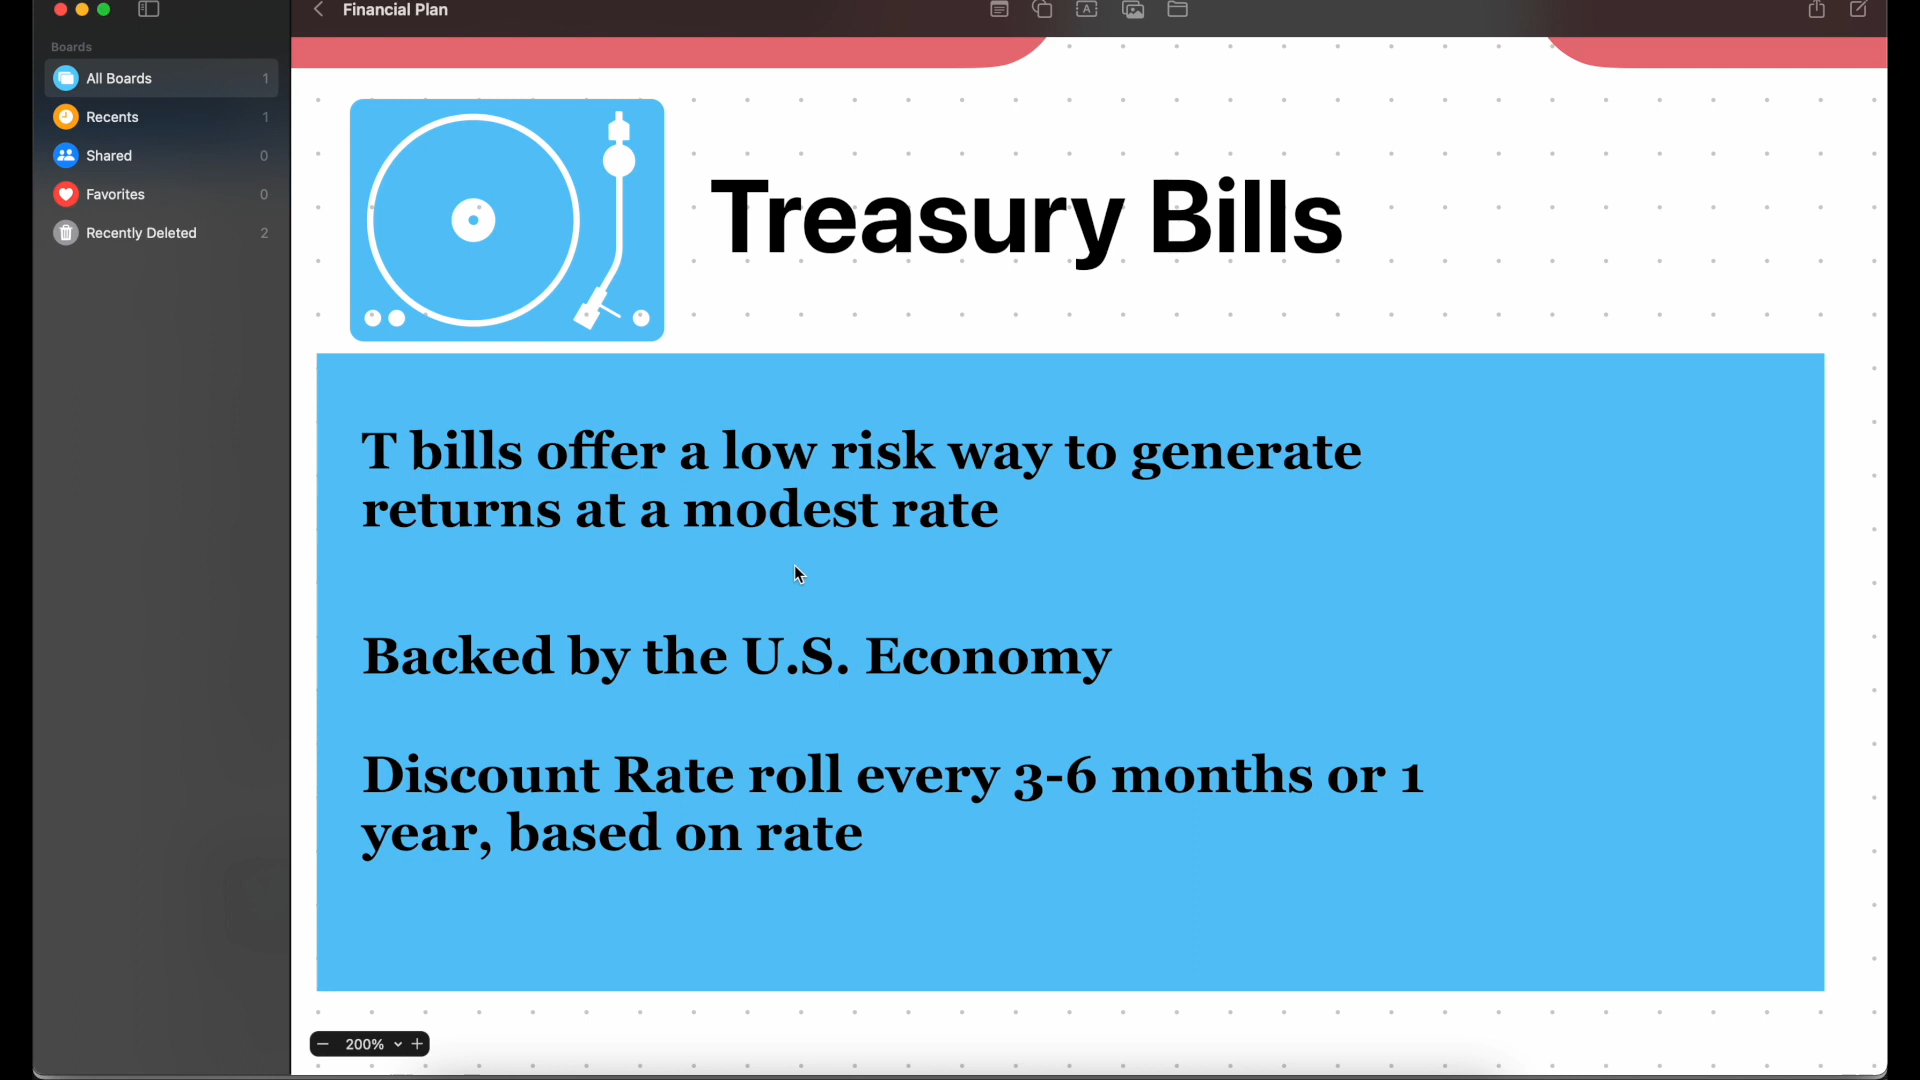 Financial Plan
A
Boards
All Boards 1
Recents 1
Shared 0
Favorites 0
Recently Deleted 2
Treasury Bills
T bills offer a low risk way to generate
returns at a modest rate
Backed by the U.S. Economy
Discount Rate roll every 3-6 months or 1
year, based on rate
200%